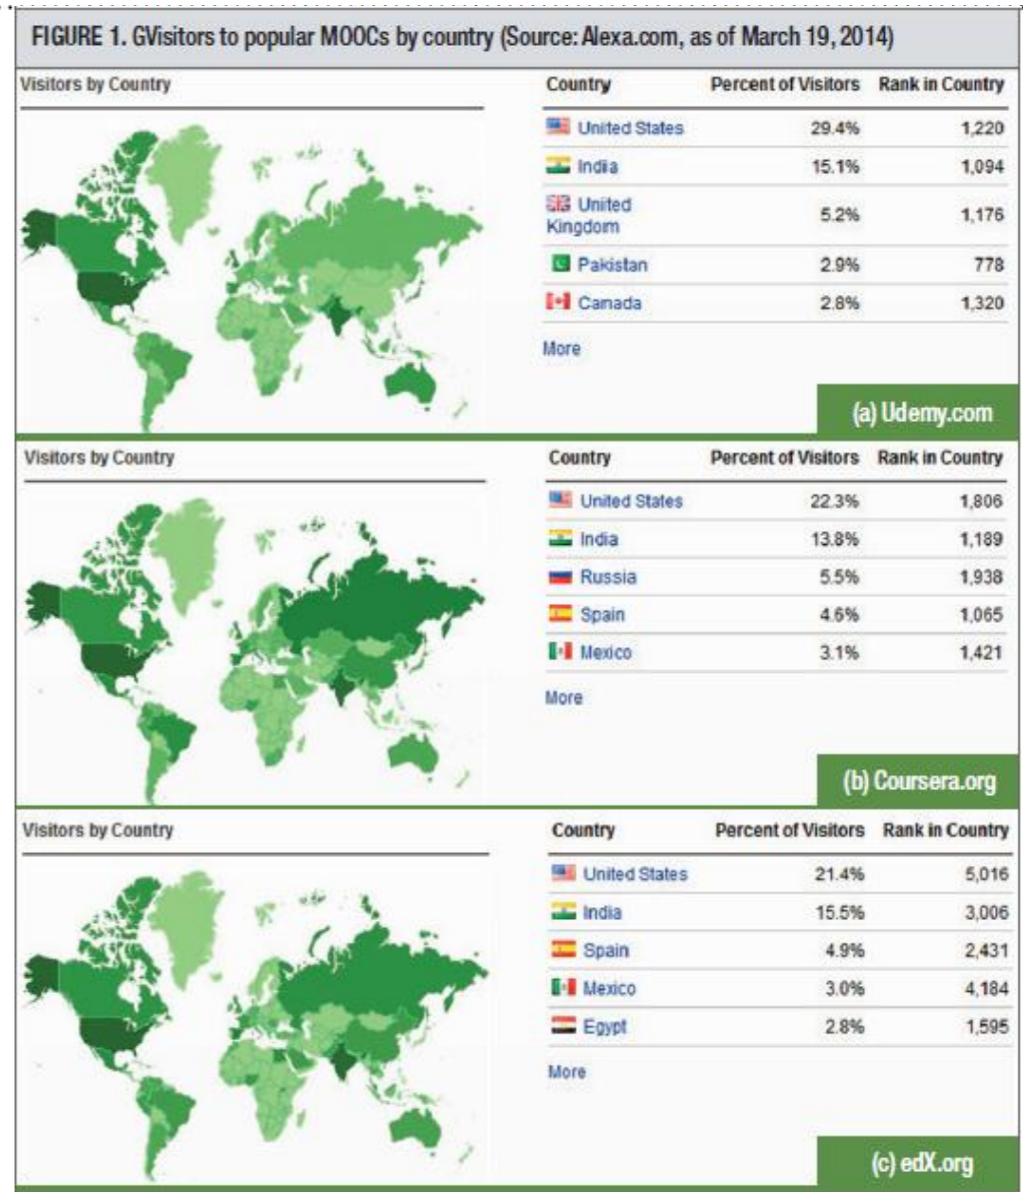 FIGURE 1. GVisitors to popular MOOCs by country (Source: Alexa.com, as of March 19, 2014)
Visitors by Country
Country Percent of Visitors Rank in Country
United States 29.4% 1,220
India 15.1% 1,094
United
Kingdom 5.2% 1,176
Pakistan 2.9% 778
Canada 2.8% 1,320
More
(a) Udemy.com
Visitors by Country
Country Percent of Visitors Rank in Country
United States 22.3% 1,806
India 13.8% 1,189
Russia 5.5% 1,938
Spain 4.6% 1,065
Mexico 3.1% 1,421
More
(b) Coursera.org
Visitors by Country
Country Percent of Visitors Rank in Country
United States 21.4% 5,016
India 15.5% 3,006
Spain 4.9% 2,431
Mexico 3.0% 4,184
Egypt 2.8% 1,595
More
(c) edX.org